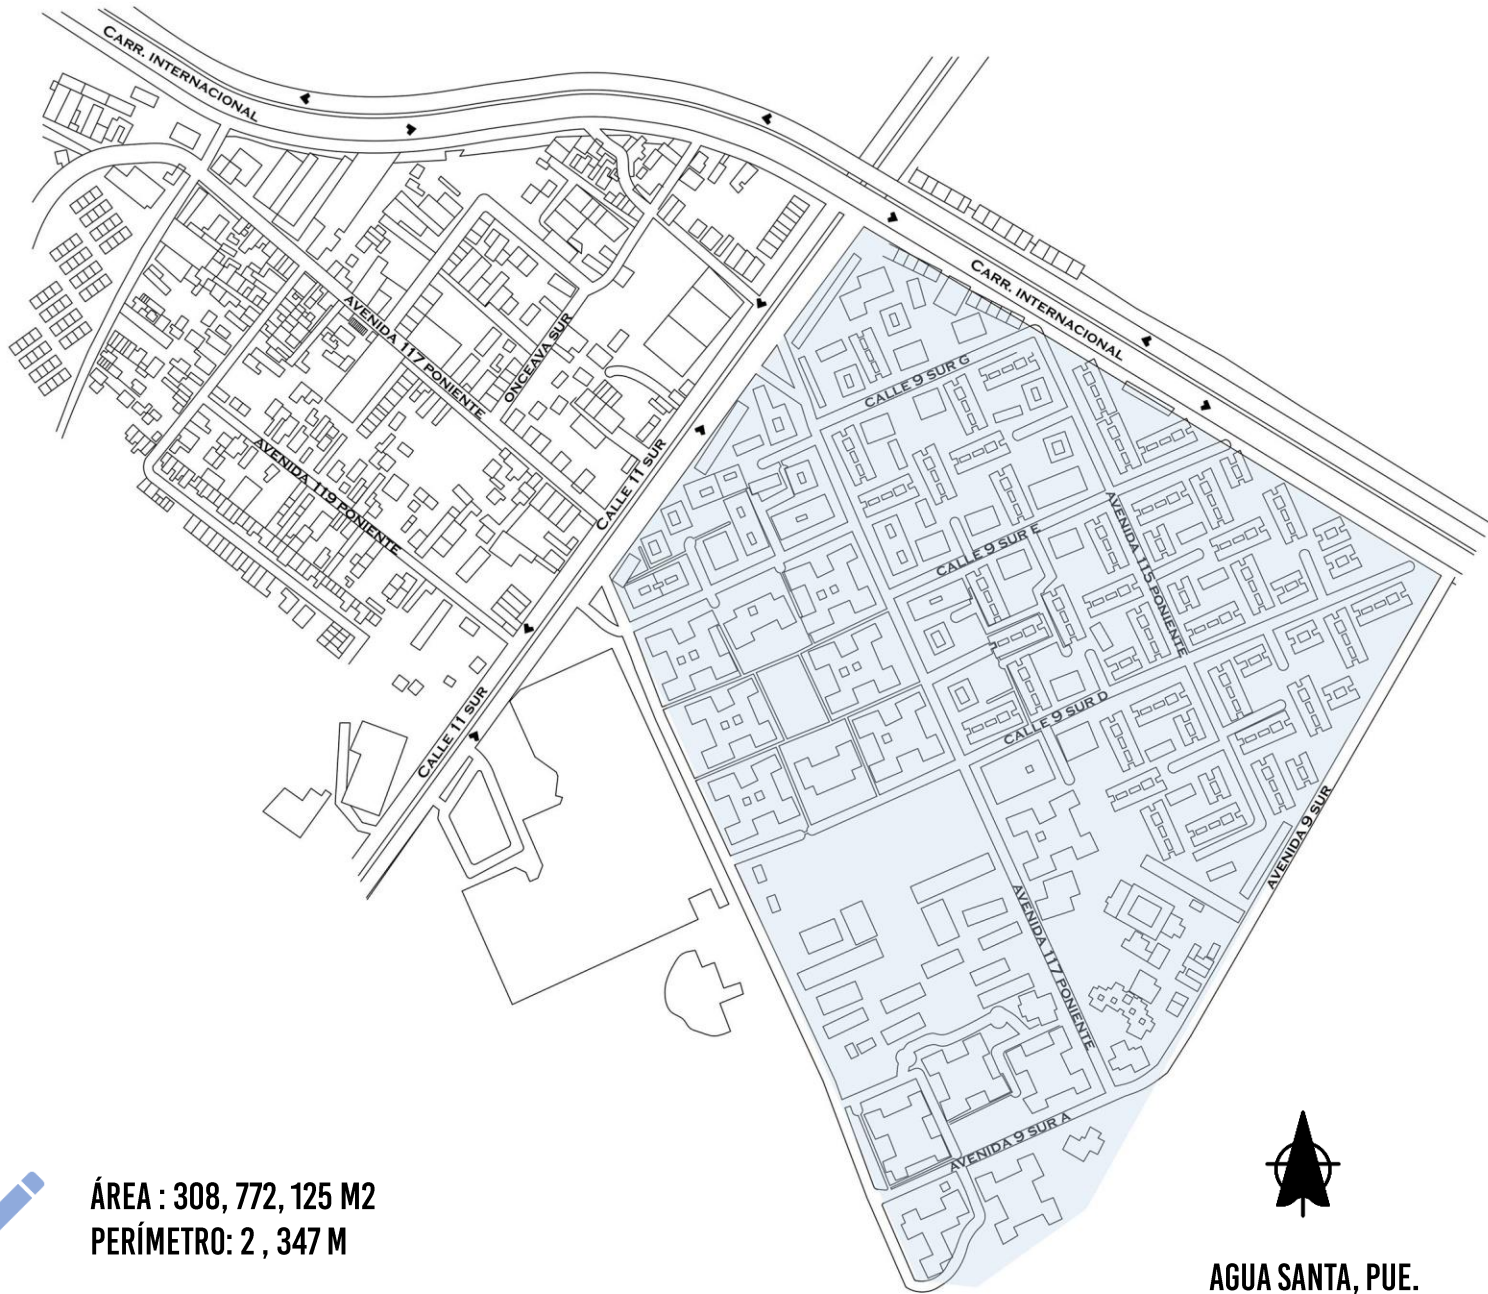 CARR. INTERNACIONAL
CARR. INTERNACIONAL
AVENIDA 117 PONIENTE
ONCEAVA SUR
CALLE 9 SUR G
AVENIDA 119 PONIENTE
CALLE 11 SUR
CALLE 9 SUR E
AVENIDA 115 PONIENTE
CALLE 11 SUR
CALLE 9 SUR D
AVENIDA 9 SUR
AVENIDA 117 PONIENTE
AVENIDA 9 SUR A
ÁREA : 308, 772, 125 M2
PERÍMETRO: 2 , 347 M
AGUA SANTA, PUE.